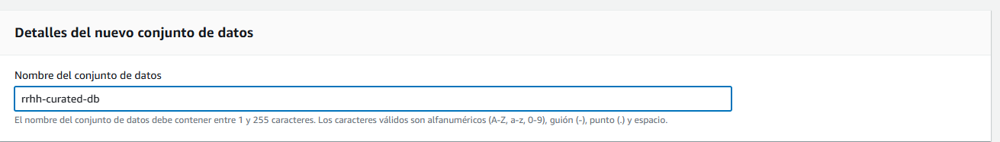 Detalles del nuevo conjunto de datos
Nombre del conjunto de datos
rrhh-curated-db
El nombre del conjunto de datos debe contener entre 1 y 255 caracteres. Los caracteres válidos son alfanuméricos (A-Z, a-z, 0-9), guión (-), punto (.) y espacio.